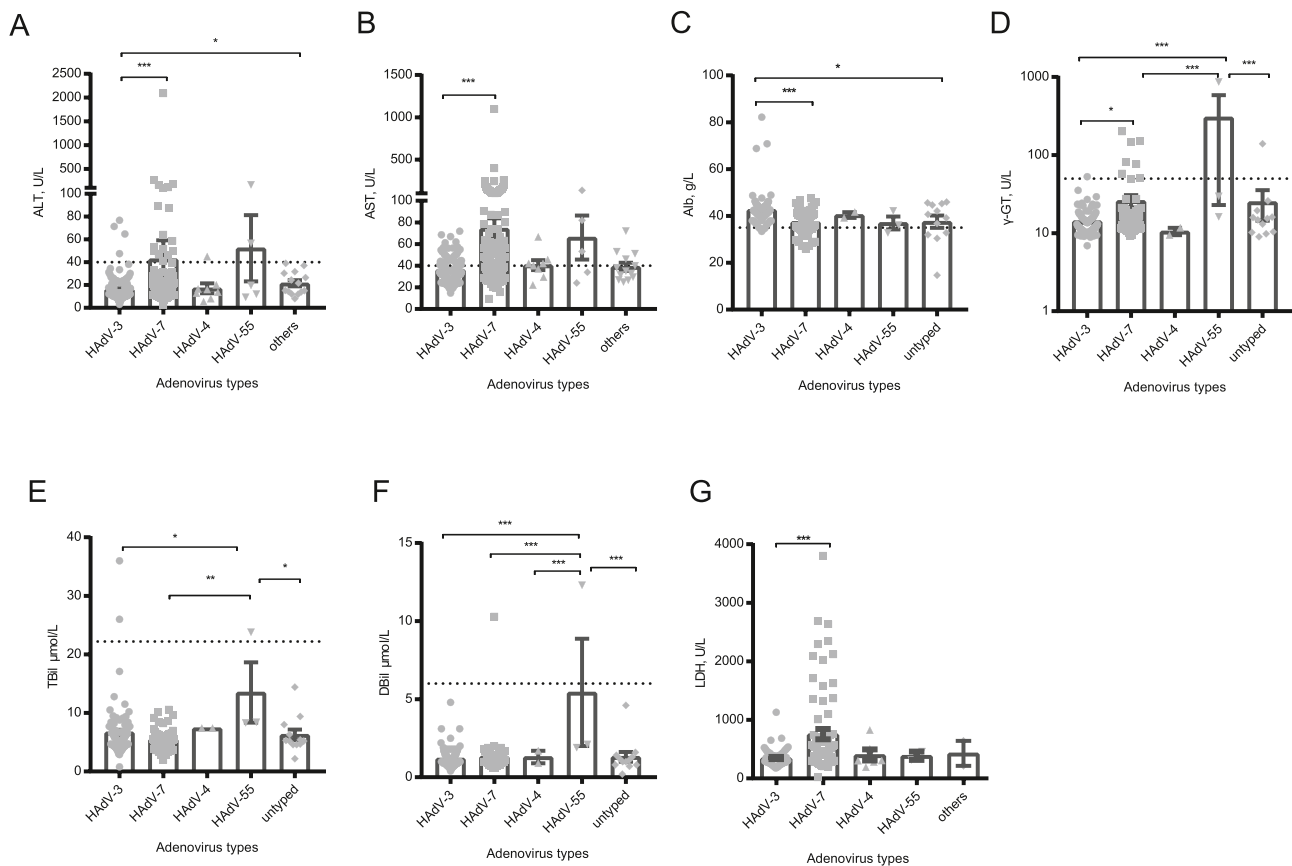 A
ALT, U/L
2500
2000
1500
1000
500
100
80
60
40
20
0
*
***
HAdV-3
HAdV-7
HAdV-4
HAdV-55
others
Adenovirus types
B
AST, U/L
1500
1000
500
100
80
60
40
20
0
***
HAdV-3
HAdV-7
HAdV-4
HAdV-55
others
Adenovirus types
C
Alb, g/L
100
80
60
40
20
0
*
***
HAdV-3
HAdV-7
HAdV-4
HAdV-55
untyped
Adenovirus types
D
γ-GT, U/L
1000
100
10
1
***
***
***
*
HAdV-3
HAdV-7
HAdV-4
HAdV-55
untyped
Adenovirus types
E
TBil μmol/L
40
30
20
10
0
*
**
*
HAdV-3
HAdV-7
HAdV-4
HAdV-55
untyped
Adenovirus types
F
DBil μmol/L
15
10
5
0
***
***
***
***
HAdV-3
HAdV-7
HAdV-4
HAdV-55
untyped
Adenovirus types
G
LDH, U/L
4000
3000
2000
1000
0
***
HAdV-3
HAdV-7
HAdV-4
HAdV-55
others
Adenovirus types